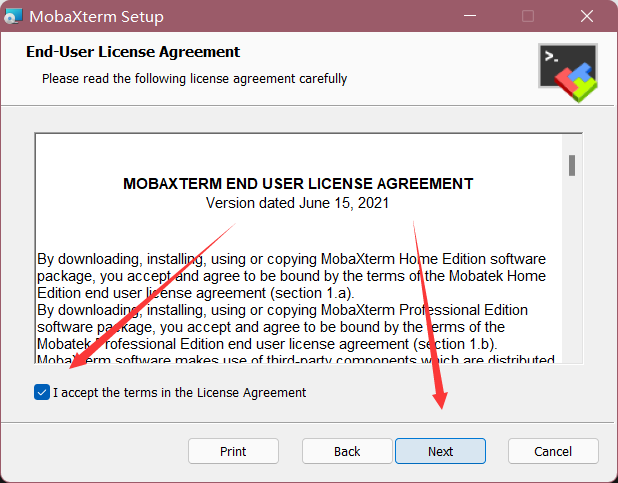 MobaXterm Setup
End-User License Agreement
Please read the following license agreement carefully
>_
MOBAXTERM END USER LICENSE AGREEMENT
Version dated June 15, 2021
By downloading, installing, using or copying MobaXterm Home Edition software
package, you accept and agree to be bound by the terms of the Mobatek Home
Edition end user license agreement (section 1.a).
By downloading, installing, using or copying MobaXterm Professional Edition
software package, you accept and agree to be bound by the terms of the
Mobatek Professional Edition end user license agreement (section 1.b).
MobaXterm software makes use of third-party components which are distributed
I accept the terms in the License Agreement
Print
Back
Next
Cancel